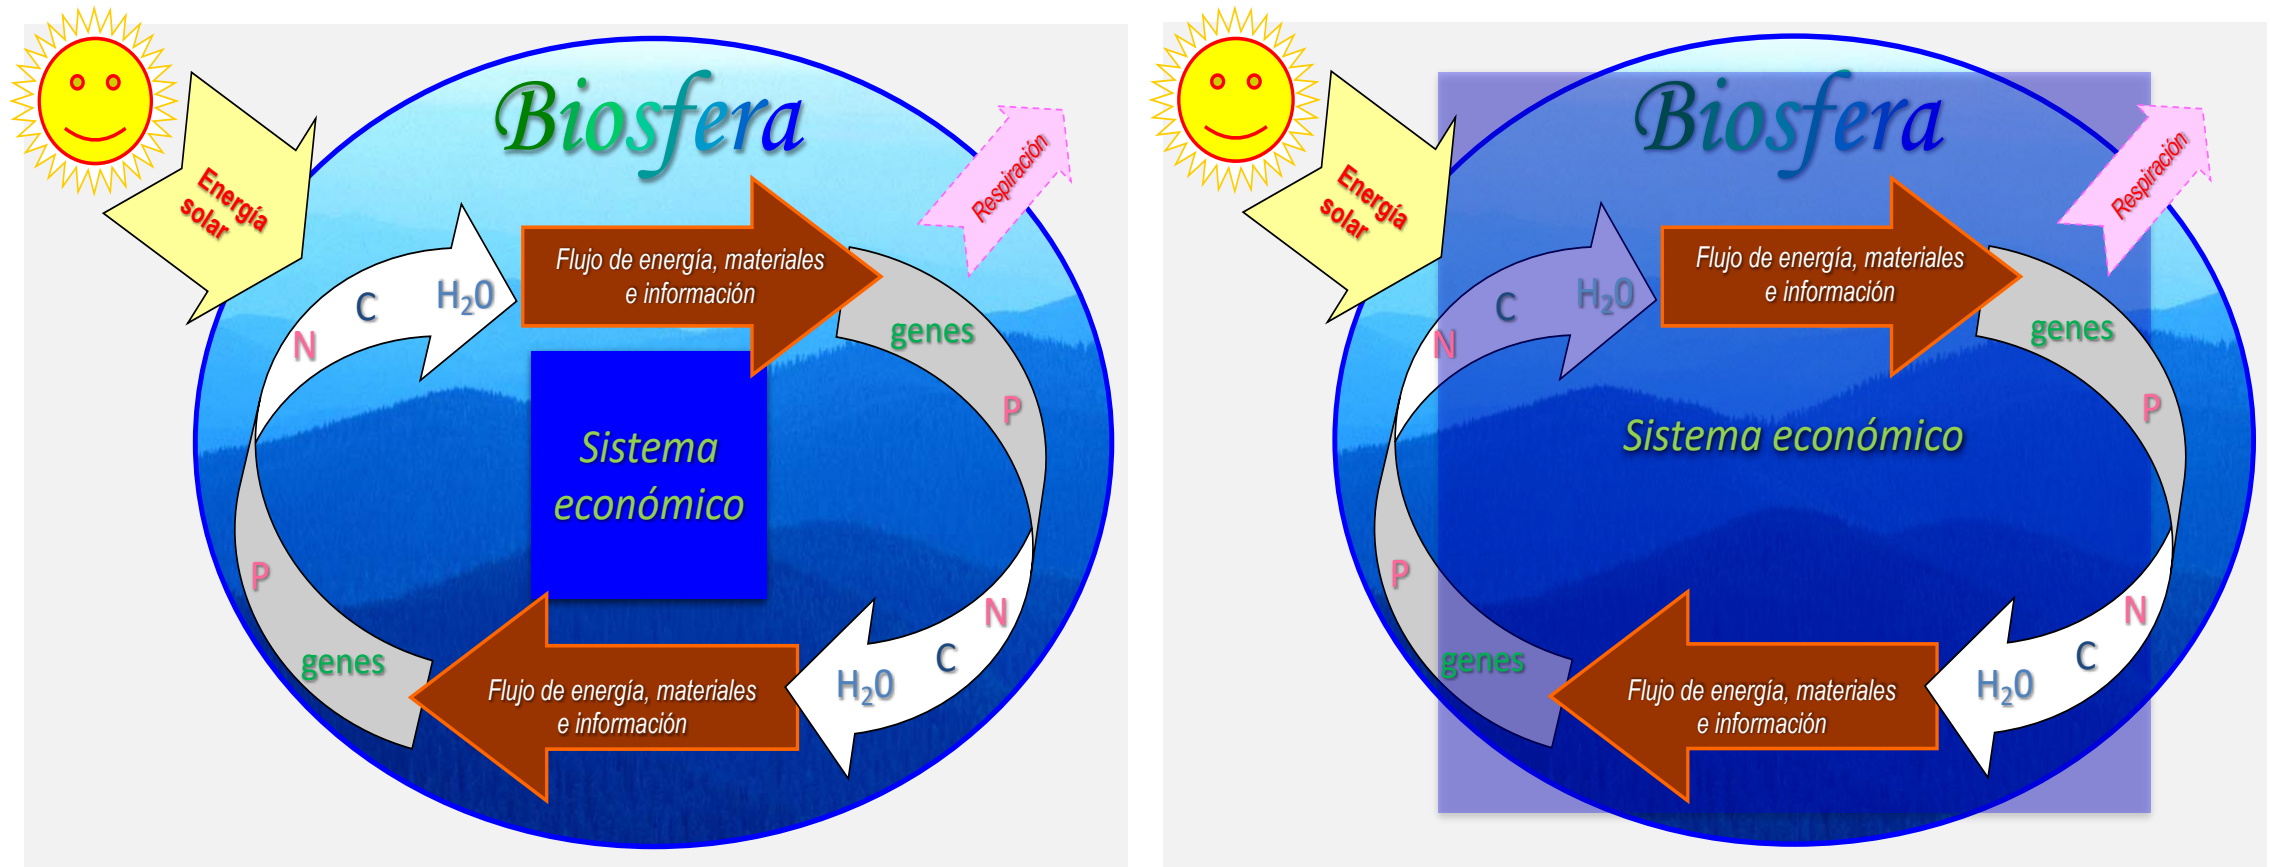 Biosfera
Energía
solar
Respiración
Flujo de energía, materiales
e información
H₂0
C
N
genes
P
Sistema
económico
P
N
C
H₂0
genes
Flujo de energía, materiales
e información
Biosfera
Energía
solar
Respiración
Flujo de energía, materiales
e información
H₂0
C
N
genes
P
Sistema económico
P
N
C
H₂0
genes
Flujo de energía, materiales
e información